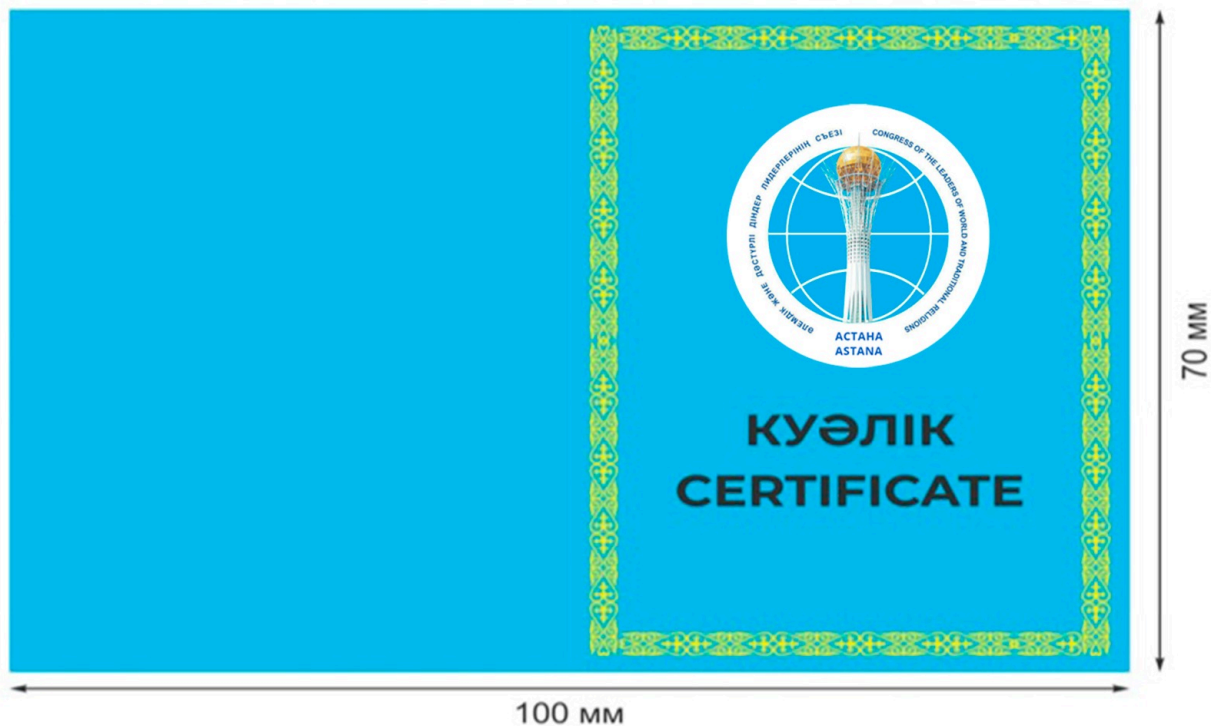 ӘЛЕМДІК ЖӘНЕ ДӘСТҮРЛІ ДІНДЕР ЛИДЕРЛЕРІНІҢ СЪЕЗІ
CONGRESS OF THE LEADERS OF WORLD AND TRADITIONAL RELIGIONS
АСТАНА
ASTANA
КУӘЛІК
CERTIFICATE
70 мм
100 мм